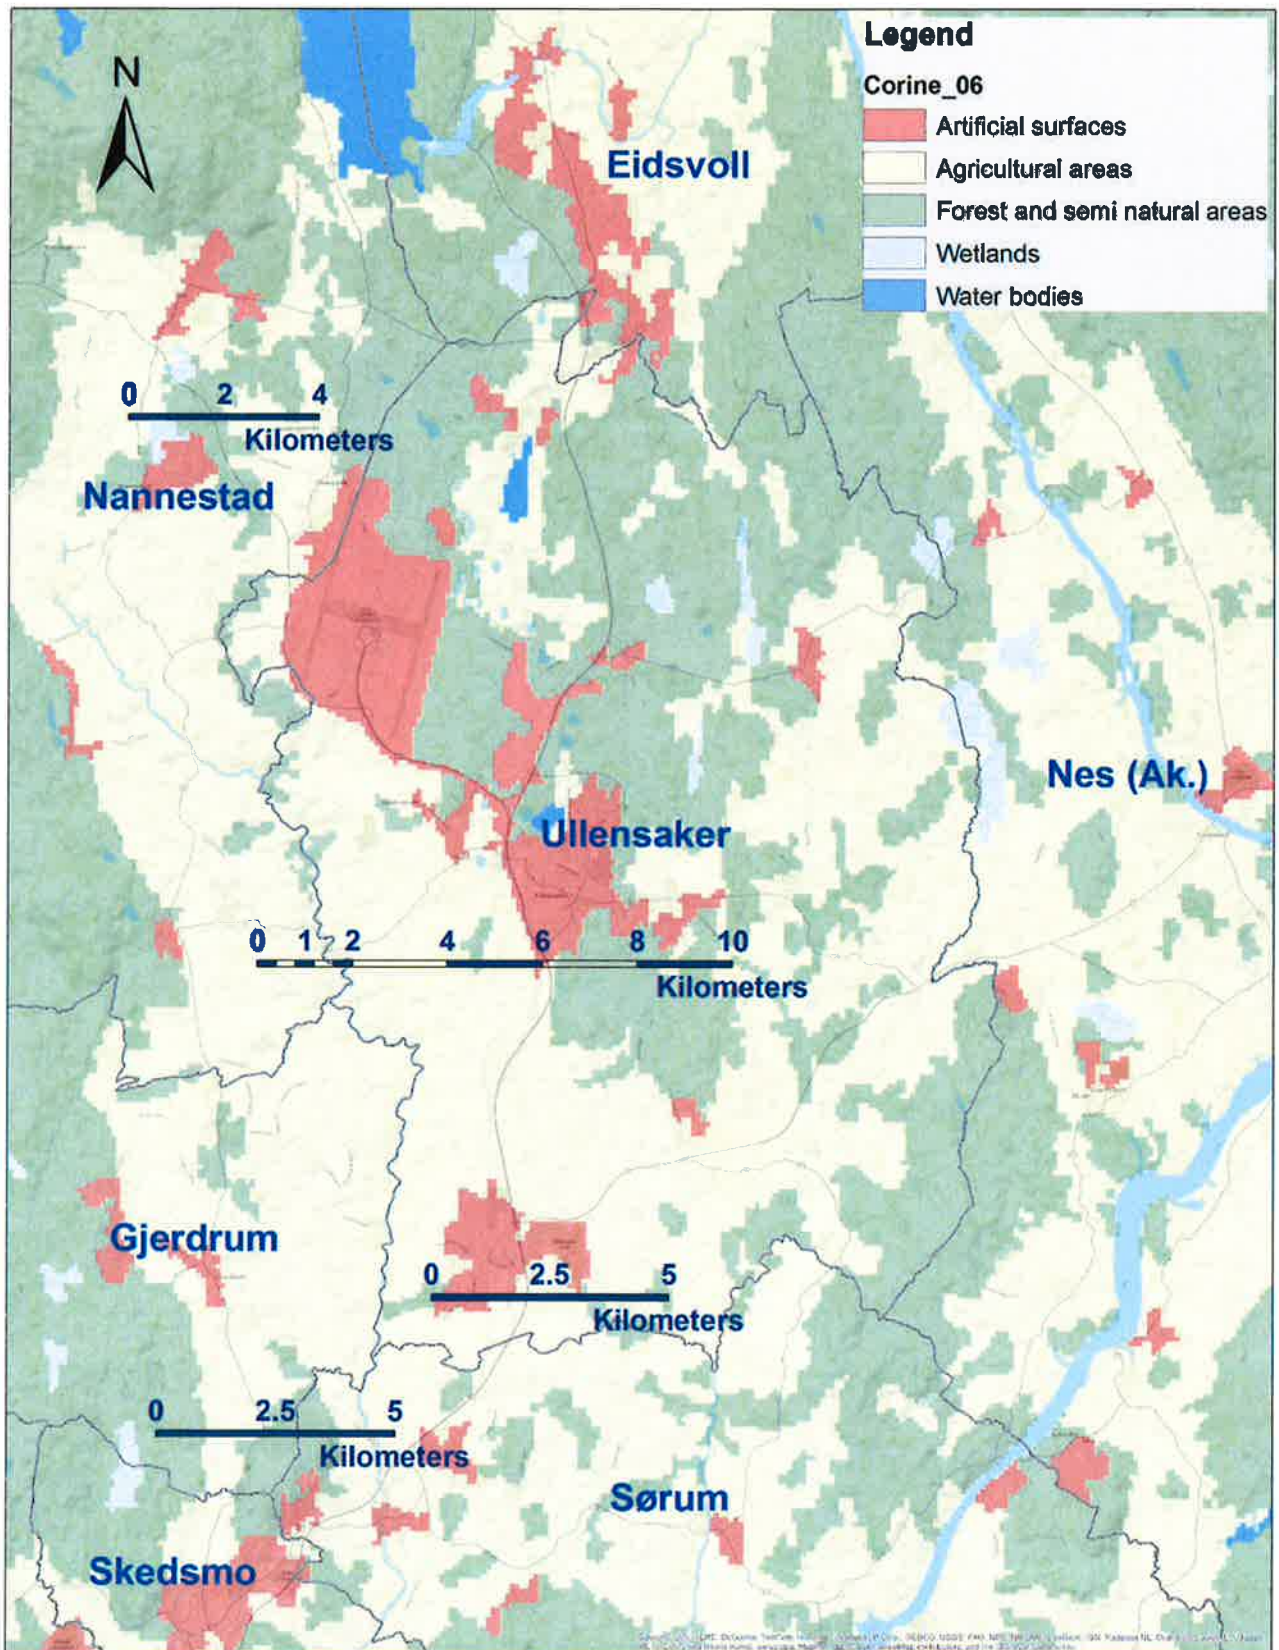 Legend
Corine_06
Artificial surfaces
Agricultural areas
Forest and semi natural areas
Wetlands
Water bodies
N
Eidsvoll
0 2 4
Kilometers
Nannestad
Nes (Ak.)
Ullensaker
0 1 2 4 6 8 10
Kilometers
Gjerdrum
0 2.5 5
Kilometers
0 2.5 5
Kilometers
Sørum
Skedsmo